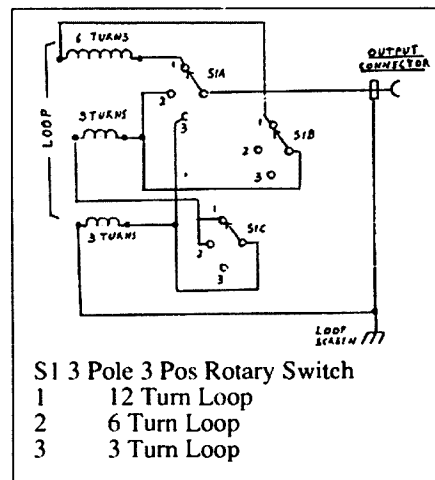 6 TURNS
OUTPUT
CONNECTOR
1
S1A
2
3
LOOP
3 TURNS
1
S1B
2
3
1
S1C
2
3
3 TURNS
LOOP
SCREEN
S1 3 Pole 3 Pos Rotary Switch
1 12 Turn Loop
2 6 Turn Loop
3 3 Turn Loop